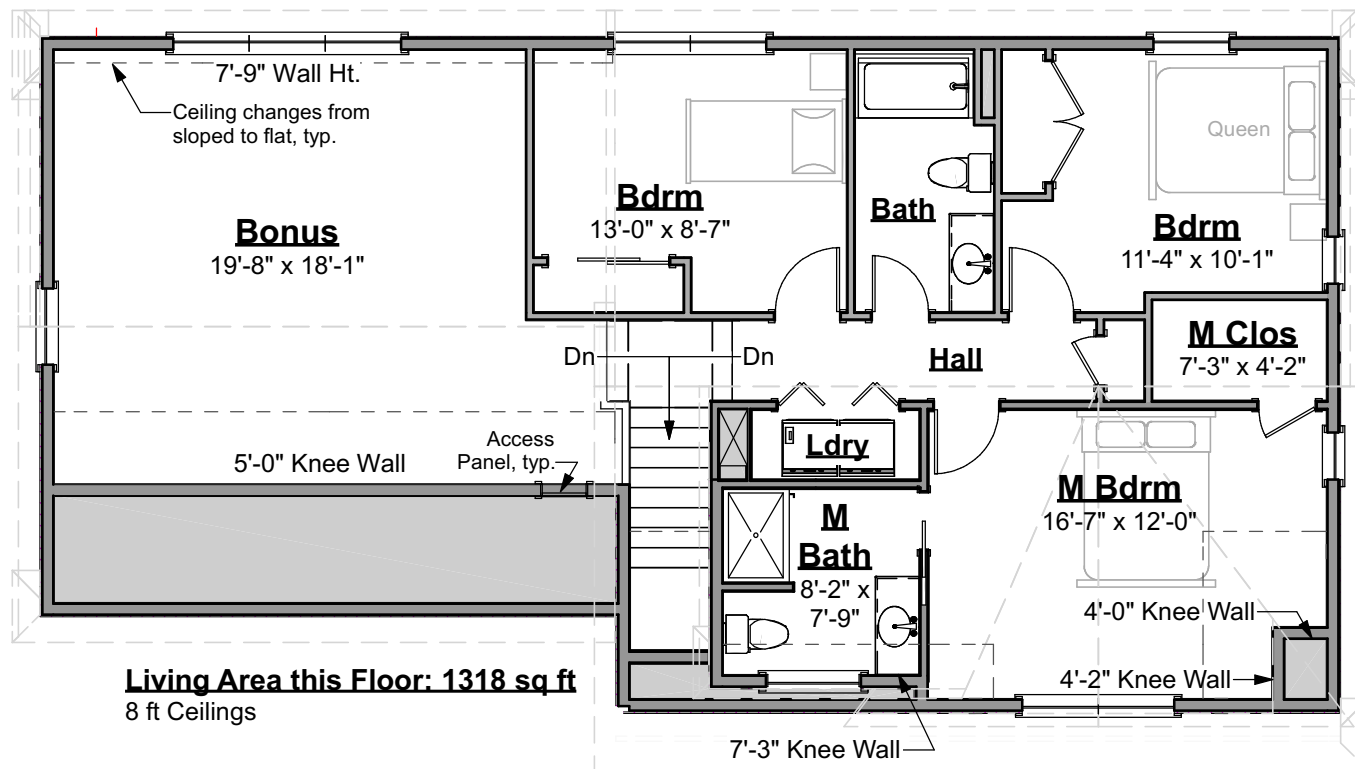 7'-9" Wall Ht.
Ceiling changes from
sloped to flat, typ.
Bonus
19'-8" x 18'-1"
Bdrm
13'-0" x 8'-7"
Bath
Queen
Bdrm
11'-4" x 10'-1"
M Clos
7'-3" x 4'-2"
Dn
Dn
Hall
Access
Panel, typ.
5'-0" Knee Wall
Ldry
M Bdrm
16'-7" x 12'-0"
M
Bath
8'-2" x
7'-9"
4'-0" Knee Wall
4'-2" Knee Wall
7'-3" Knee Wall
Living Area this Floor: 1318 sq ft
8 ft Ceilings